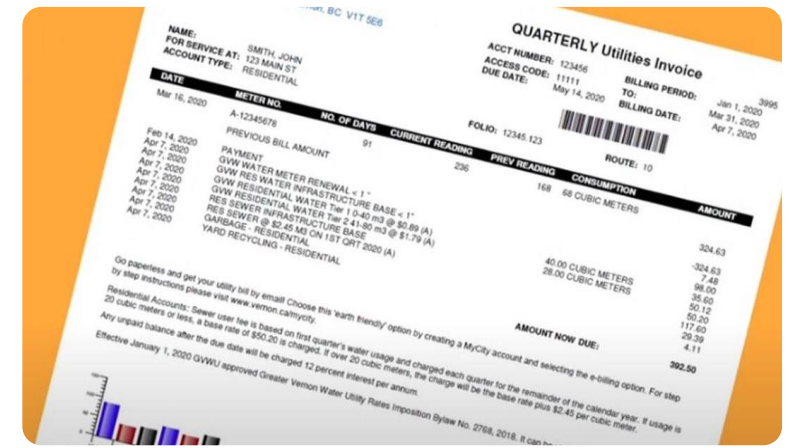 BC V1T 5E6
QUARTERLY Utilities Invoice
NAME: SMITH, JOHN
FOR SERVICE AT: 123 MAIN ST
ACCOUNT TYPE: RESIDENTIAL
ACCT NUMBER: 123456
ACCESS CODE: 11111
DUE DATE: May 14, 2020
3995
BILLING PERIOD: Jan 1, 2020
TO: Mar 31, 2020
BILLING DATE: Apr 7, 2020
FOLIO: 12345.123
ROUTE: 10
DATE METER NO. NO. OF DAYS CURRENT READING PREV READING CONSUMPTION AMOUNT
Mar 16, 2020 A-12345678 91 236 168 68 CUBIC METERS
PREVIOUS BILL AMOUNT 324.63
Feb 14, 2020 PAYMENT -324.63
Apr 7, 2020 GVW WATER METER RENEWAL < 1" 7.48
Apr 7, 2020 GVW RES WATER INFRASTRUCTURE BASE < 1" 98.00
Apr 7, 2020 GVW RESIDENTIAL WATER Tier 1 0-40 m3 @ $0.89 (A) 40.00 CUBIC METERS 35.60
Apr 7, 2020 GVW RESIDENTIAL WATER Tier 2 41-80 m3 @ $1.79 (A) 28.00 CUBIC METERS 50.12
Apr 7, 2020 RES SEWER INFRASTRUCTURE BASE 50.20
Apr 7, 2020 RES SEWER @ $2.45 M3 ON 1ST QRT 2020 (A) 117.60
Apr 7, 2020 GARBAGE - RESIDENTIAL 29.39
Apr 7, 2020 YARD RECYCLING - RESIDENTIAL 4.11
AMOUNT NOW DUE: 392.50
Go paperless and get your utility bill by email! Choose this 'earth friendly' option by creating a MyCity account and selecting the e-billing option. For step
by step instructions please visit www.vernon.ca/mycity.
Residential Accounts: Sewer user fee is based on first quarter's water usage and charged each quarter for the remainder of the calendar year. If usage is
20 cubic meters or less, a base rate of $50.20 is charged. If over 20 cubic meters, the charge will be the base rate plus $2.45 per cubic meter.
Any unpaid balance after the due date will be charged 12 percent interest per annum.
Effective January 1, 2020 GVWU approved Greater Vernon Water Utility Rates Imposition Bylaw No. 2768, 2018. It can be